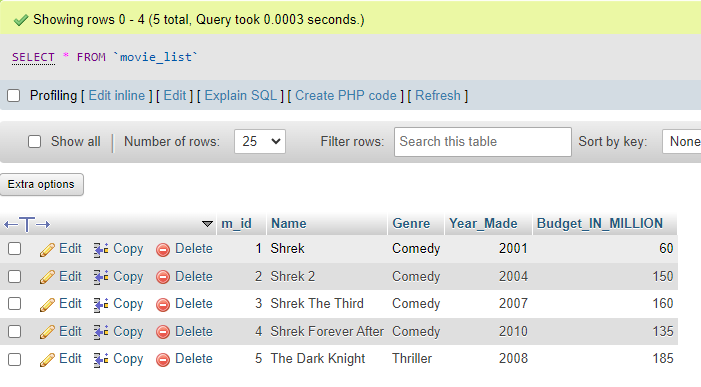 Showing rows 0 - 4 (5 total, Query took 0.0003 seconds.)
SELECT * FROM `movie_list`
Profiling [ Edit inline ] [ Edit ] [ Explain SQL ] [ Create PHP code ] [ Refresh ]
Show all Number of rows: 25 Filter rows: Search this table Sort by key: None
Extra options
←T→ m_id Name Genre Year_Made Budget_IN_MILLION
Edit Copy Delete 1 Shrek Comedy 2001 60
Edit Copy Delete 2 Shrek 2 Comedy 2004 150
Edit Copy Delete 3 Shrek The Third Comedy 2007 160
Edit Copy Delete 4 Shrek Forever After Comedy 2010 135
Edit Copy Delete 5 The Dark Knight Thriller 2008 185